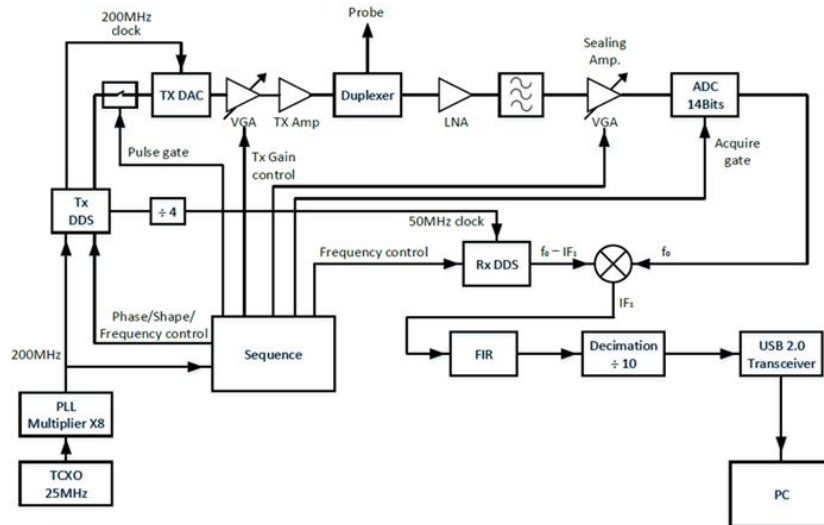 200MHz
clock
Probe
Sealing
Amp.
TX DAC
Duplexer
ADC
14Bits
VGA
TX Amp
LNA
VGA
Pulse gate
Tx Gain
control
Acquire
gate
Tx
DDS
÷ 4
50MHz clock
Frequency control
Rx DDS
f₀ – IF₁
f₀
IF₁
Phase/Shape/
Frequency control
200MHz
Sequence
FIR
Decimation
÷ 10
USB 2.0
Transceiver
PLL
Multiplier X8
TCXO
25MHz
PC